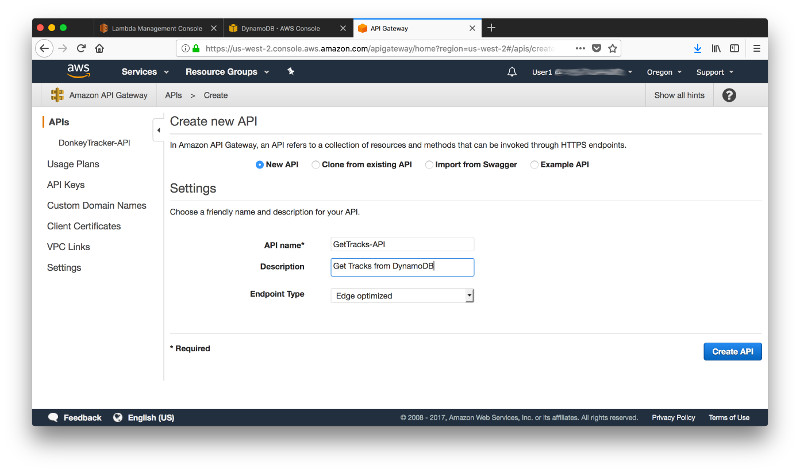 Lambda Management Console
DynamoDB - AWS Console
API Gateway
https://us-west-2.console.aws.amazon.com/apigateway/home?region=us-west-2#/apis/create
aws Services Resource Groups User1 Oregon Support
Amazon API Gateway APIs > Create Show all hints ?
APIs
DonkeyTracker-API
Usage Plans
API Keys
Custom Domain Names
Client Certificates
VPC Links
Settings
Create new API
In Amazon API Gateway, an API refers to a collection of resources and methods that can be invoked through HTTPS endpoints.
New API Clone from existing API Import from Swagger Example API
Settings
Choose a friendly name and description for your API.
API name* GetTracks-API
Description Get Tracks from DynamoDB
Endpoint Type Edge optimized
* Required Create API
Feedback English (US) © 2008 - 2017, Amazon Web Services, Inc. or its affiliates. All rights reserved. Privacy Policy Terms of Use